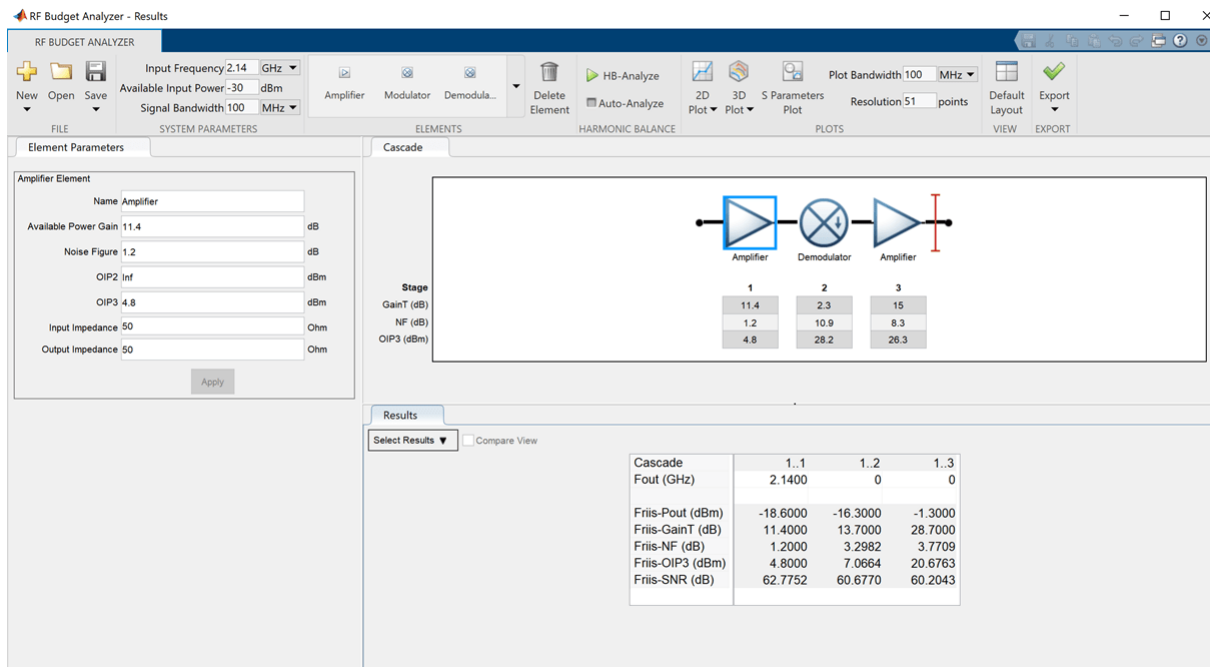 RF Budget Analyzer - Results
RF BUDGET ANALYZER
New
Open
Save
FILE
Input Frequency 2.14 GHz
Available Input Power -30 dBm
Signal Bandwidth 100 MHz
SYSTEM PARAMETERS
Amplifier Modulator Demodula...
ELEMENTS
Delete
Element
HB-Analyze
Auto-Analyze
HARMONIC BALANCE
2D
Plot
3D
Plot
S Parameters
Plot
Plot Bandwidth 100 MHz
Resolution 51 points
PLOTS
Default
Layout
VIEW
Export
EXPORT
Element Parameters
Amplifier Element
Name Amplifier
Available Power Gain 11.4 dB
Noise Figure 1.2 dB
OIP2 Inf dBm
OIP3 4.8 dBm
Input Impedance 50 Ohm
Output Impedance 50 Ohm
Apply
Cascade
Amplifier Demodulator Amplifier
Stage 1 2 3
GainT (dB) 11.4 2.3 15
NF (dB) 1.2 10.9 8.3
OIP3 (dBm) 4.8 28.2 26.3
Results
Select Results Compare View
Cascade 1..1 1..2 1..3
Fout (GHz) 2.1400 0 0
Friis-Pout (dBm) -18.6000 -16.3000 -1.3000
Friis-GainT (dB) 11.4000 13.7000 28.7000
Friis-NF (dB) 1.2000 3.2982 3.7709
Friis-OIP3 (dBm) 4.8000 7.0664 20.6763
Friis-SNR (dB) 62.7752 60.6770 60.2043